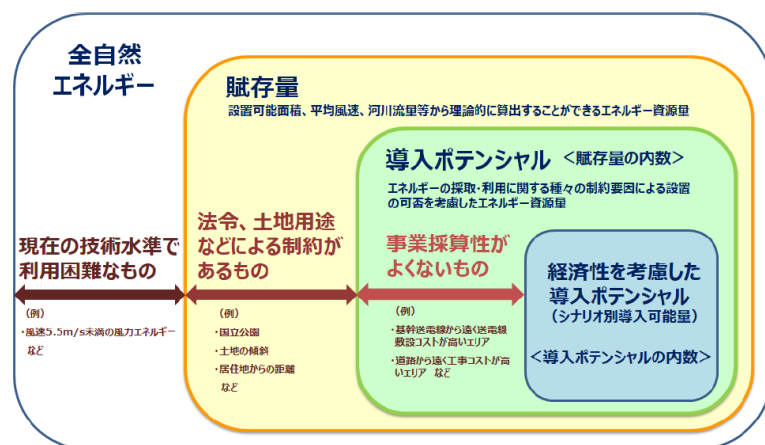 全自然
エネルギー
賦存量
設置可能面積、平均風速、河川流量等から理論的に算出することができるエネルギー資源量
導入ポテンシャル <賦存量の内数>
エネルギーの採取・利用に関する種々の制約要因による設置
の可否を考慮したエネルギー資源量
現在の技術水準で
利用困難なもの
(例)
・風速5.5m/s未満の風力エネルギー
など
法令、土地用途
などによる制約が
あるもの
(例)
・国立公園
・土地の傾斜
・居住地からの距離
など
事業採算性が
よくないもの
(例)
・基幹送電線から遠く送電線
敷設コストが高いエリア
・道路から遠く工事コストが高
いエリア など
経済性を考慮した
導入ポテンシャル
(シナリオ別導入可能量)
<導入ポテンシャルの内数>